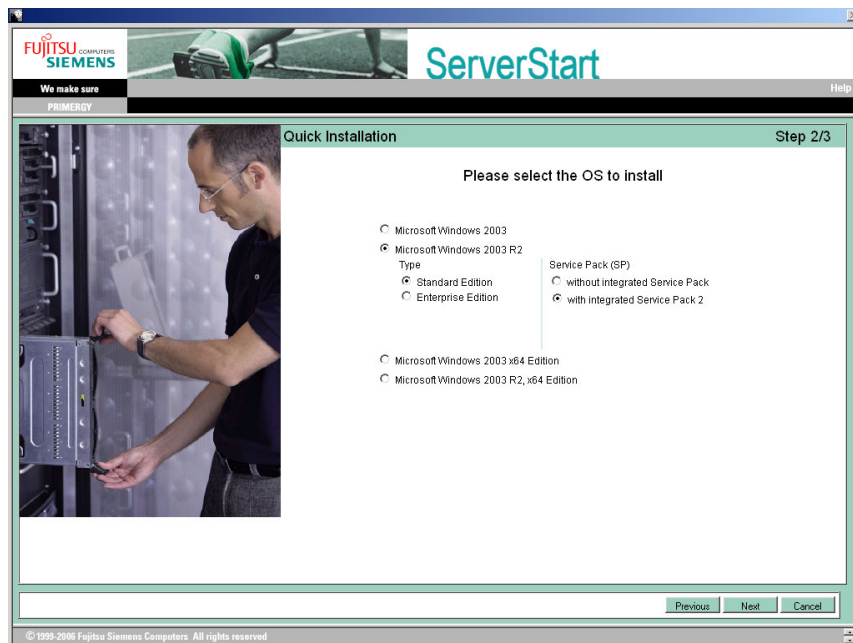 FUJITSU COMPUTERS
SIEMENS
ServerStart
We make sure
Help
PRIMERGY
Quick Installation
Step 2/3
Please select the OS to install
Microsoft Windows 2003
Microsoft Windows 2003 R2
Type
Service Pack (SP)
Standard Edition
without integrated Service Pack
Enterprise Edition
with integrated Service Pack 2
Microsoft Windows 2003 x64 Edition
Microsoft Windows 2003 R2, x64 Edition
Previous
Next
Cancel
© 1999-2006 Fujitsu Siemens Computers All rights reserved